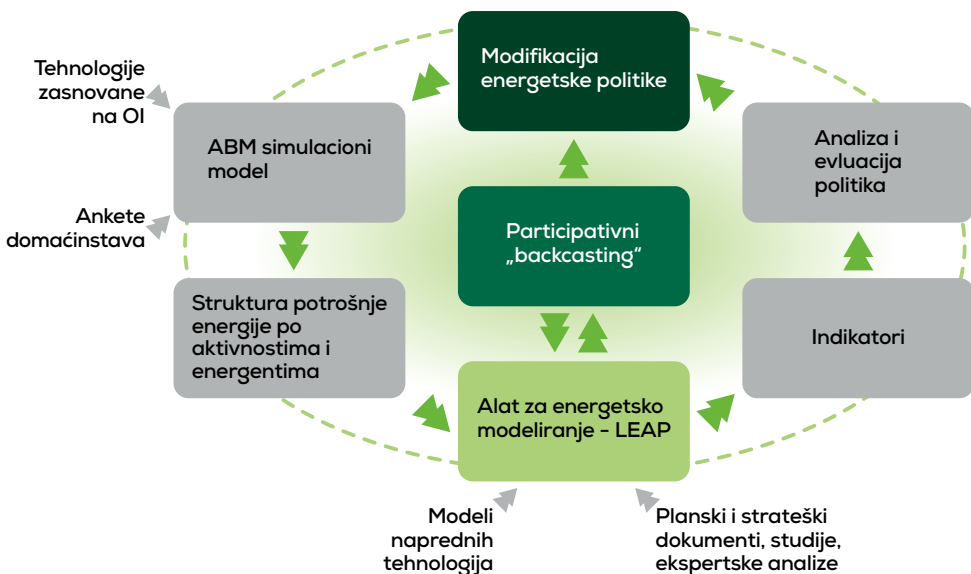 Modifikacija
energetske politike
Tehnologije
zasnovane
na OI
ABM simulacioni
model
Analiza i
evluacija
politika
Ankete
domaćinstava
Participativni
„backcasting“
Struktura potrošnje
energije po
aktivnostima i
energentima
Indikatori
Alat za energetsko
modeliranje - LEAP
Modeli
naprednih
tehnologija
Planski i strateški
dokumenti, studije,
ekspertske analize